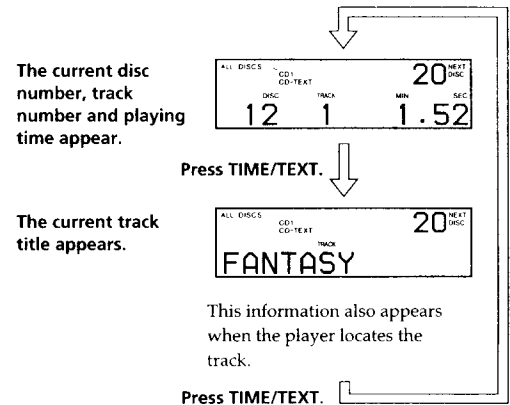 The current disc
number, track
number and playing
time appear.
ALL DISCS
CD1
CD-TEXT
20 NEXT DISC
DISC TRACK MIN SEC
12 1 1.52
Press TIME/TEXT.
The current track
title appears.
ALL DISCS
CD1
CD-TEXT
20 NEXT DISC
TRACK
FANTASY
This information also appears
when the player locates the
track.
Press TIME/TEXT.